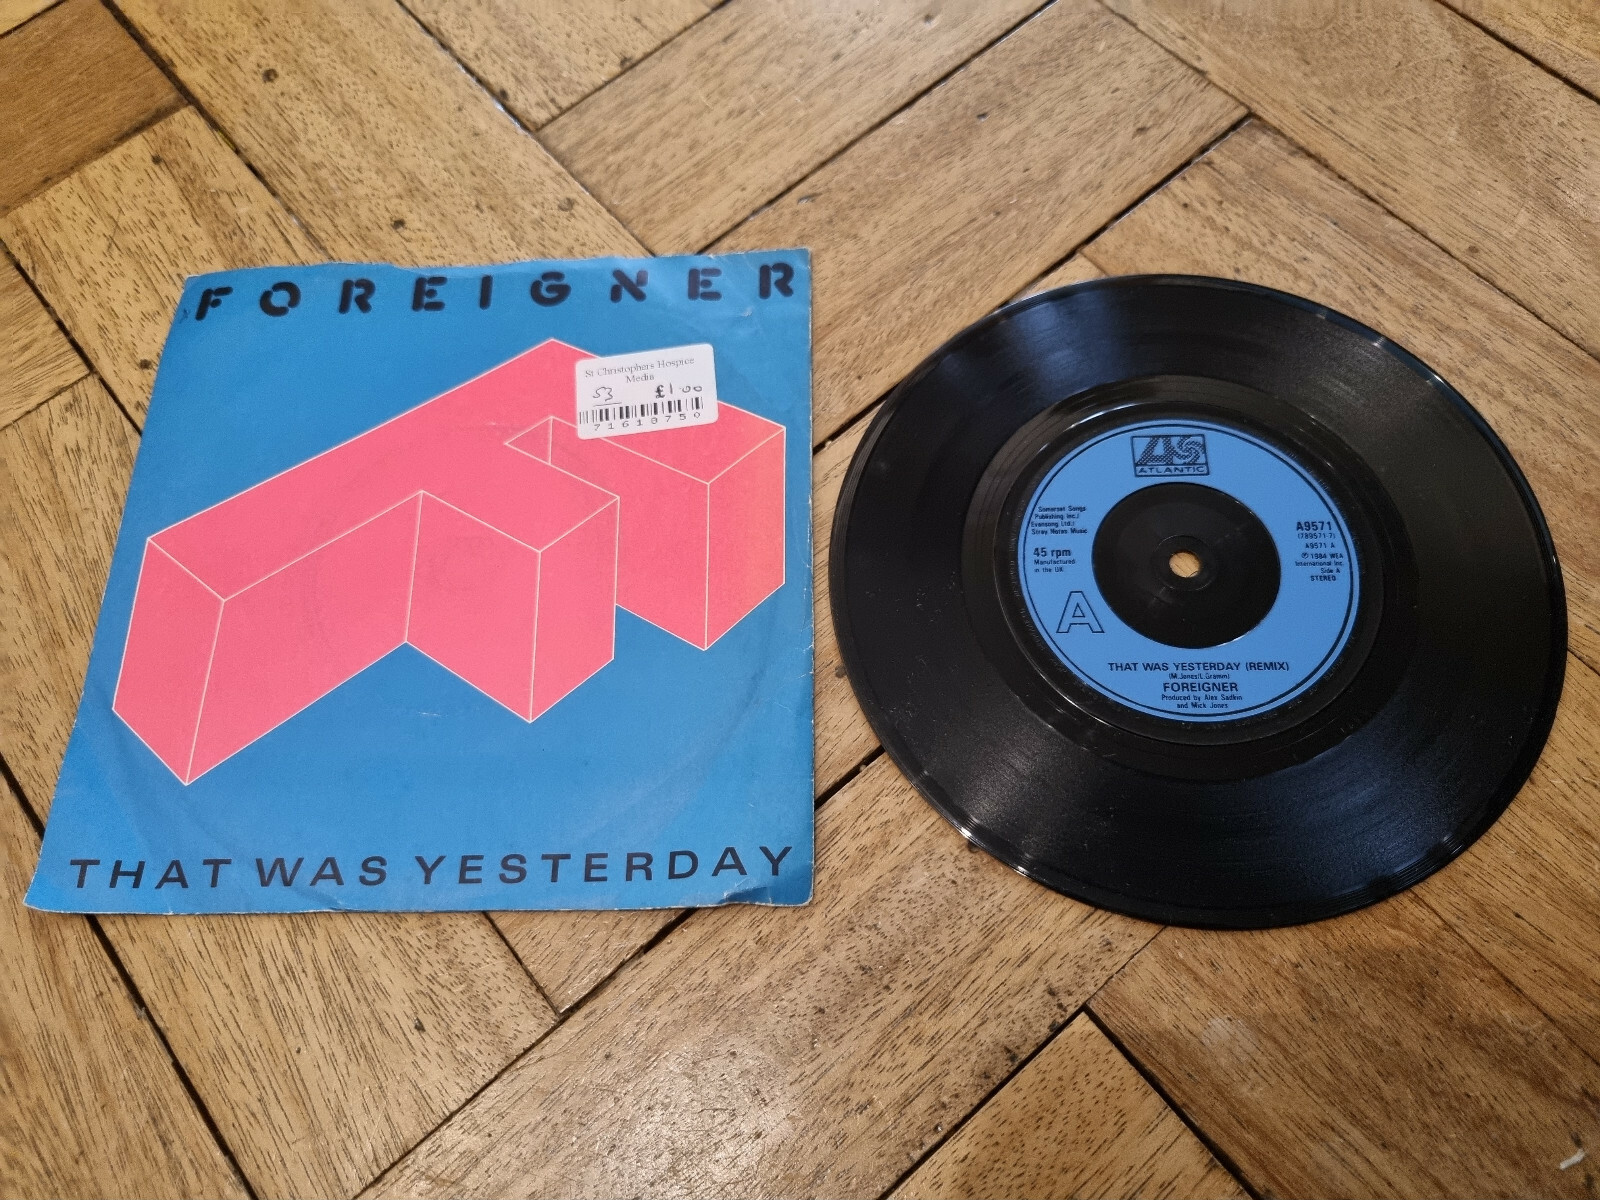 FOREIGNER
St Christophers Hospice
Media
53 £1.00
71618750
THAT WAS YESTERDAY
ATLANTIC
Somerset Songs
Publishing Inc./
Evansong Ltd./
Stray Notes Music
45 rpm
Manufactured
in the UK
A
A9571
(789571-7)
A9571 A
℗ 1984 WEA
International Inc.
Side A
STEREO
THAT WAS YESTERDAY (REMIX)
(M.Jones/L.Gramm)
FOREIGNER
Produced by Alex Sadkin
and Mick Jones